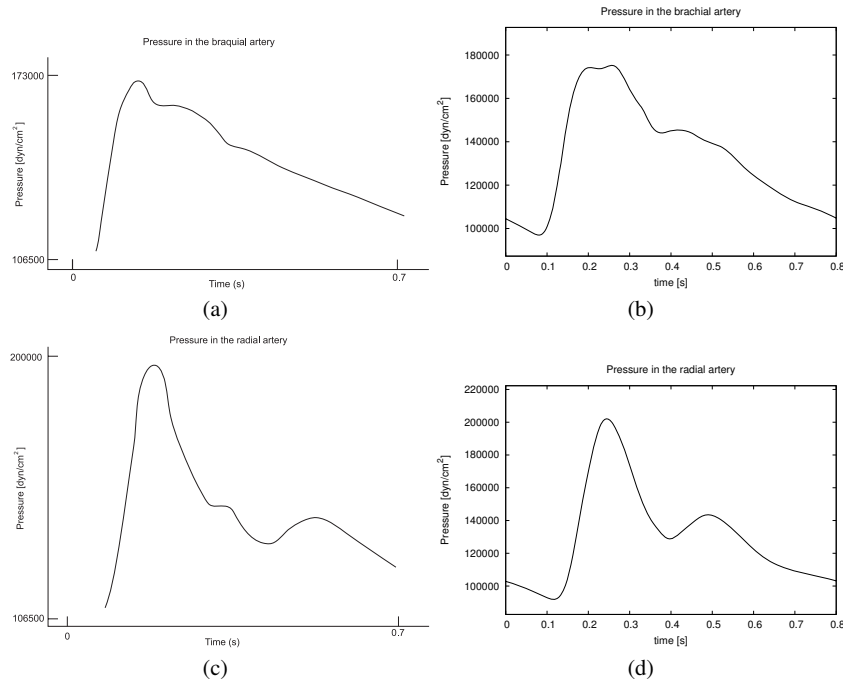 Pressure in the braquial artery
Pressure [dyn/cm²]
173000
106500
0
0.7
Time (s)
(a)
Pressure in the brachial artery
Pressure [dyn/cm²]
180000
160000
140000
120000
100000
0 0.1 0.2 0.3 0.4 0.5 0.6 0.7 0.8
time [s]
(b)
Pressure in the radial artery
Pressure [dyn/cm²]
200000
106500
0
0.7
Time (s)
(c)
Pressure in the radial artery
Pressure [dyn/cm²]
220000
200000
180000
160000
140000
120000
100000
0 0.1 0.2 0.3 0.4 0.5 0.6 0.7 0.8
time [s]
(d)